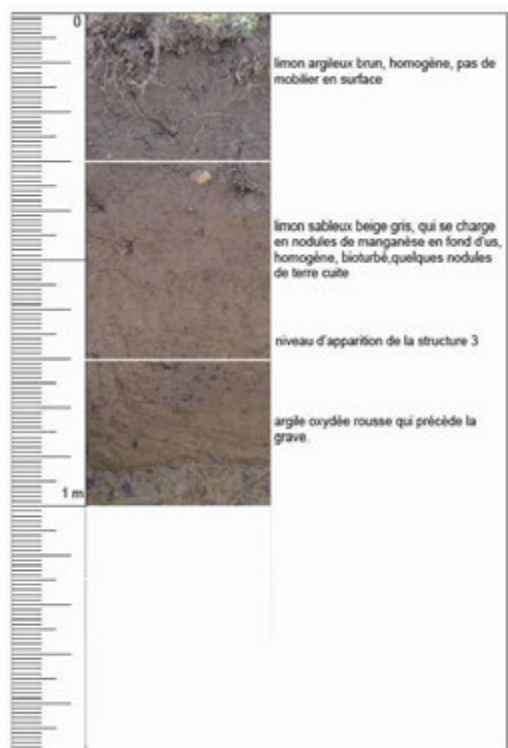 0
limon argileux brun, homogène, pas de
mobilier en surface
limon sableux beige gris, qui se charge
en nodules de manganèse en fond d'us,
homogène, bioturbé,quelques nodules
de terre cuite
niveau d'apparition de la structure 3
argile oxydée rousse qui précède la
grave.
1 m